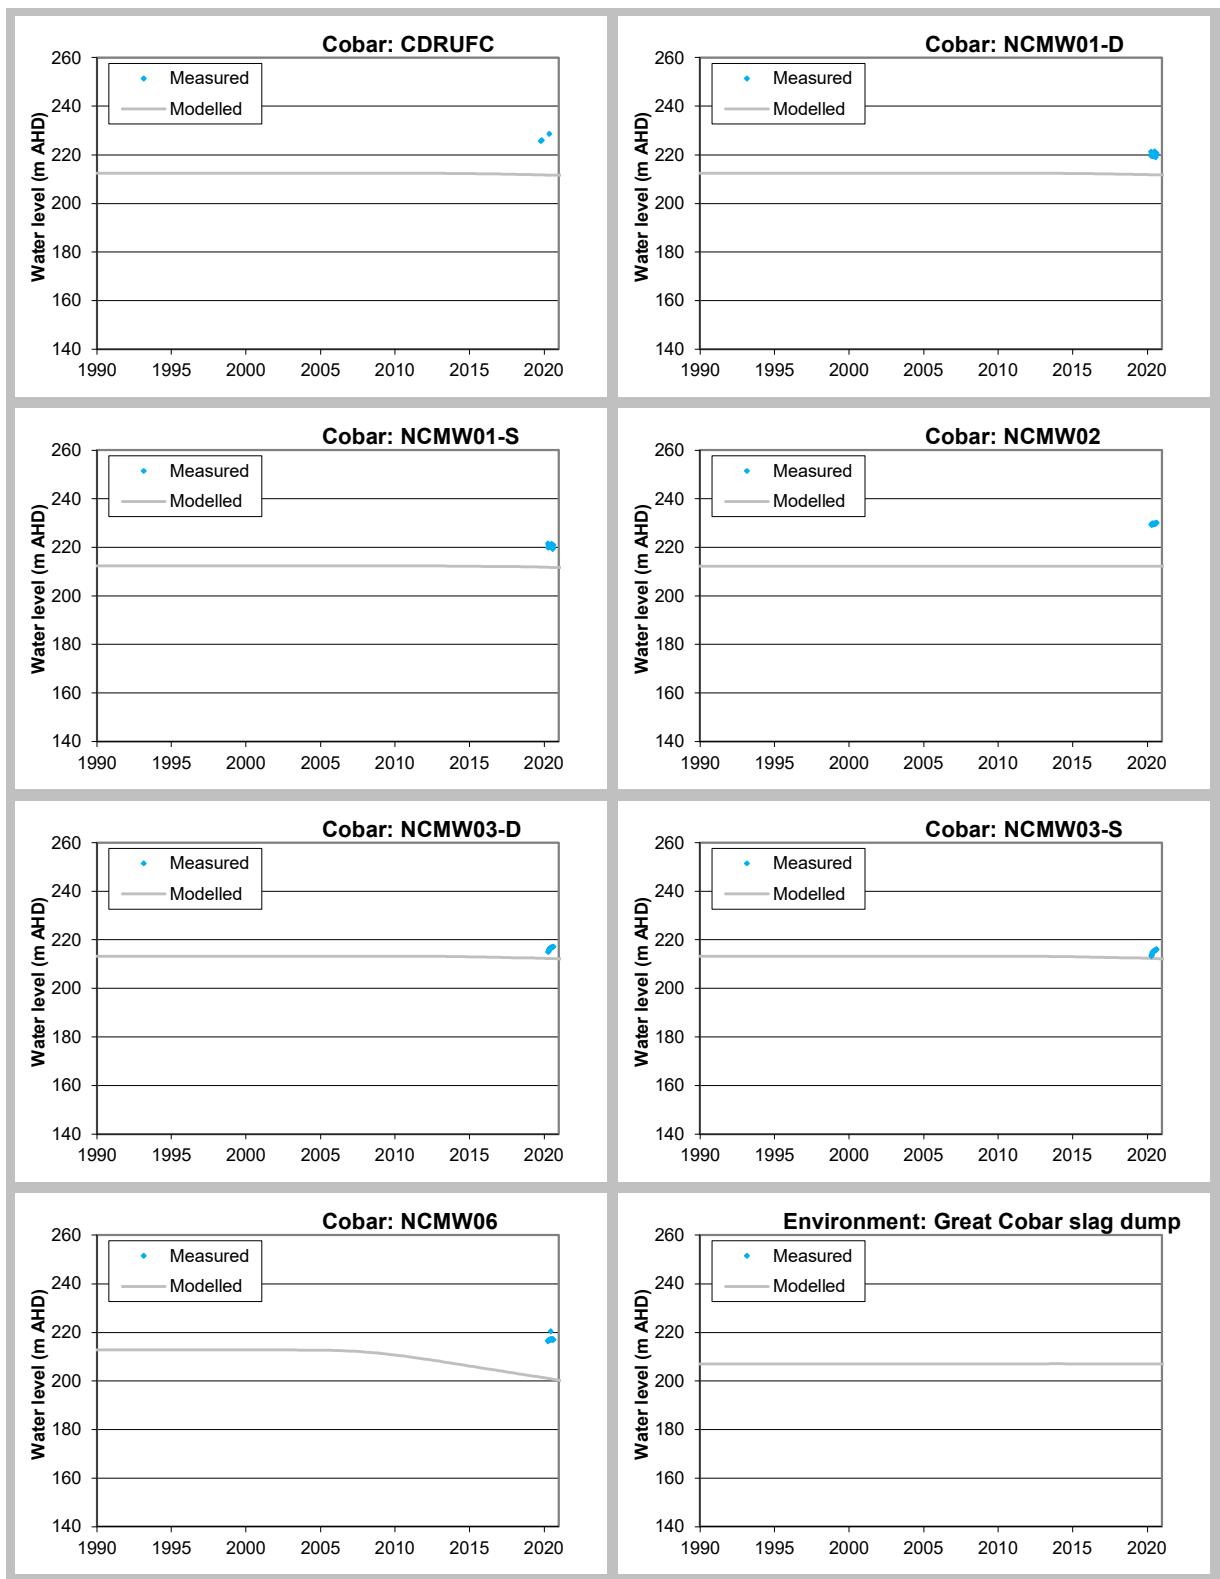 Cobar: CDRUFC
Water level (m AHD)
260
240
220
200
180
160
140
Measured
Modelled
1990 1995 2000 2005 2010 2015 2020
Cobar: NCMW01-D
Water level (m AHD)
260
240
220
200
180
160
140
Measured
Modelled
1990 1995 2000 2005 2010 2015 2020
Cobar: NCMW01-S
Water level (m AHD)
260
240
220
200
180
160
140
Measured
Modelled
1990 1995 2000 2005 2010 2015 2020
Cobar: NCMW02
Water level (m AHD)
260
240
220
200
180
160
140
Measured
Modelled
1990 1995 2000 2005 2010 2015 2020
Cobar: NCMW03-D
Water level (m AHD)
260
240
220
200
180
160
140
Measured
Modelled
1990 1995 2000 2005 2010 2015 2020
Cobar: NCMW03-S
Water level (m AHD)
260
240
220
200
180
160
140
Measured
Modelled
1990 1995 2000 2005 2010 2015 2020
Cobar: NCMW06
Water level (m AHD)
260
240
220
200
180
160
140
Measured
Modelled
1990 1995 2000 2005 2010 2015 2020
Environment: Great Cobar slag dump
Water level (m AHD)
260
240
220
200
180
160
140
Measured
Modelled
1990 1995 2000 2005 2010 2015 2020